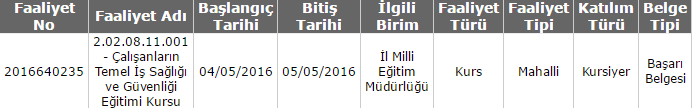 Faaliyet No Faaliyet Adı Başlangıç Tarihi Bitiş Tarihi İlgili Birim Faaliyet Türü Faaliyet Tipi Katılım Türü Belge Tipi
2016640235 2.02.08.11.001 - Çalışanların Temel İş Sağlığı ve Güvenliği Eğitimi Kursu 04/05/2016 05/05/2016 İl Milli Eğitim Müdürlüğü Kurs Mahalli Kursiyer Başarı Belgesi